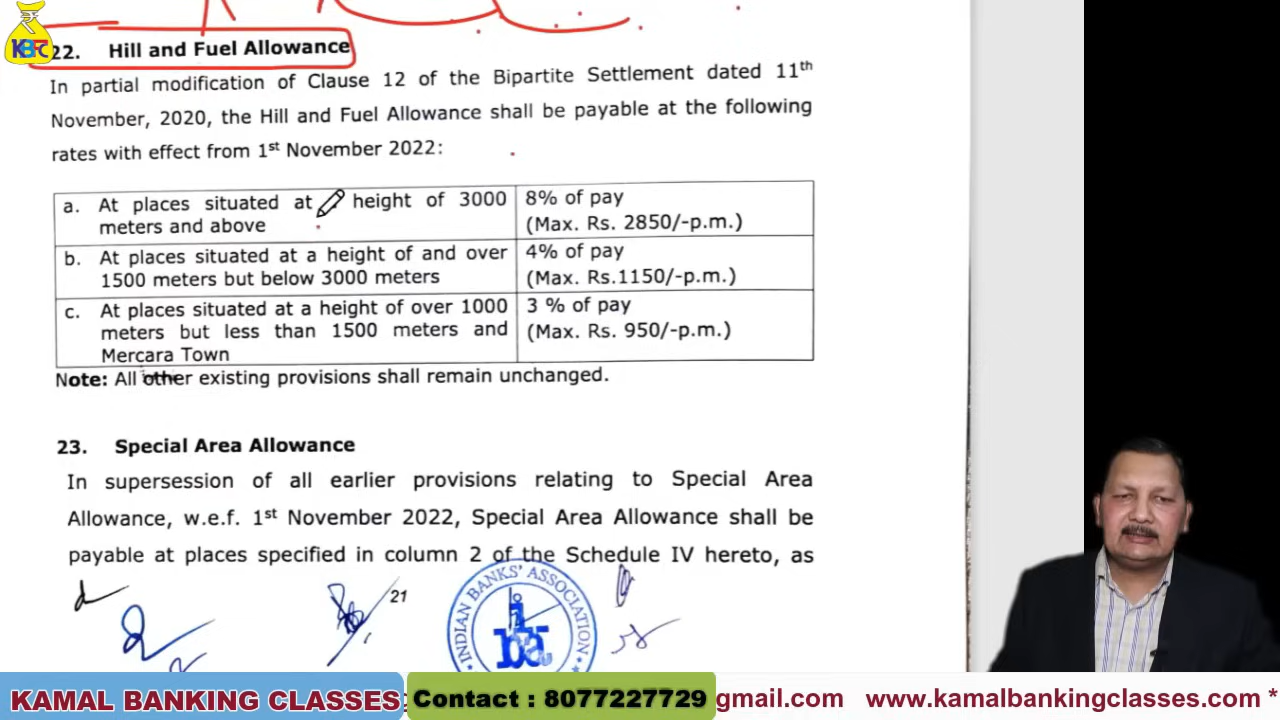 KBC
22. Hill and Fuel Allowance
In partial modification of Clause 12 of the Bipartite Settlement dated 11th
November, 2020, the Hill and Fuel Allowance shall be payable at the following
rates with effect from 1st November 2022:
a. At places situated at height of 3000 meters and above
8% of pay
(Max. Rs. 2850/-p.m.)
b. At places situated at a height of and over
1500 meters but below 3000 meters
4% of pay
(Max. Rs.1150/-p.m.)
c. At places situated at a height of over 1000
meters but less than 1500 meters and
Mercara Town
3 % of pay
(Max. Rs. 950/-p.m.)
Note: All other existing provisions shall remain unchanged.
23. Special Area Allowance
In supersession of all earlier provisions relating to Special Area
Allowance, w.e.f. 1st November 2022, Special Area Allowance shall be
payable at places specified in column 2 of the Schedule IV hereto, as
21
INDIAN BANKS' ASSOCIATION
iba
KAMAL BANKING CLASSES
Contact : 8077227729
gmail.com www.kamalbankingclasses.com *